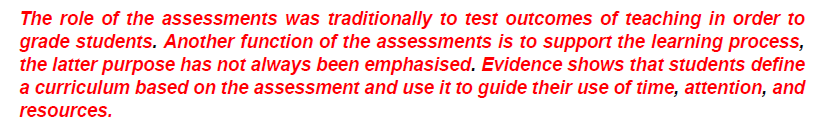 The role of the assessments was traditionally to test outcomes of teaching in order to
grade students. Another function of the assessments is to support the learning process,
the latter purpose has not always been emphasised. Evidence shows that students define
a curriculum based on the assessment and use it to guide their use of time, attention, and
resources.